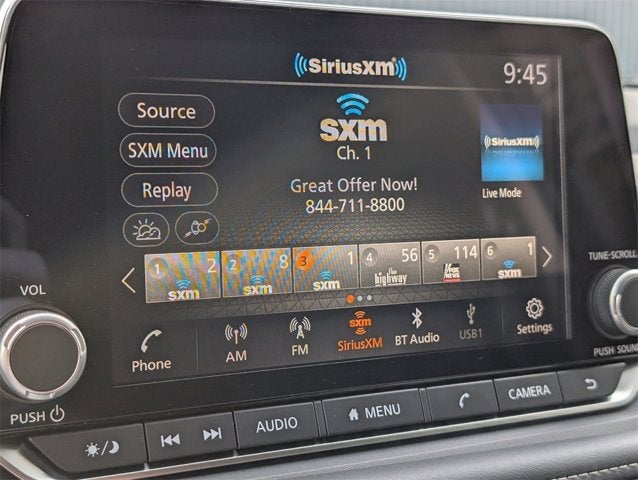 SiriusXM
9:45
Source
SXM Menu
Replay
sxm
Ch. 1
Great Offer Now!
844-711-8800
SiriusXM
Live Mode
1 2 sxm
2 8 sxm
3 1 sxm
4 56 the highway
5 114 FOX NEWS
6 1 sxm
Phone
AM
FM
sxm
SiriusXM
BT Audio
USB1
Settings
VOL
PUSH
TUNE·SCROLL
PUSH SOUND
AUDIO
MENU
CAMERA